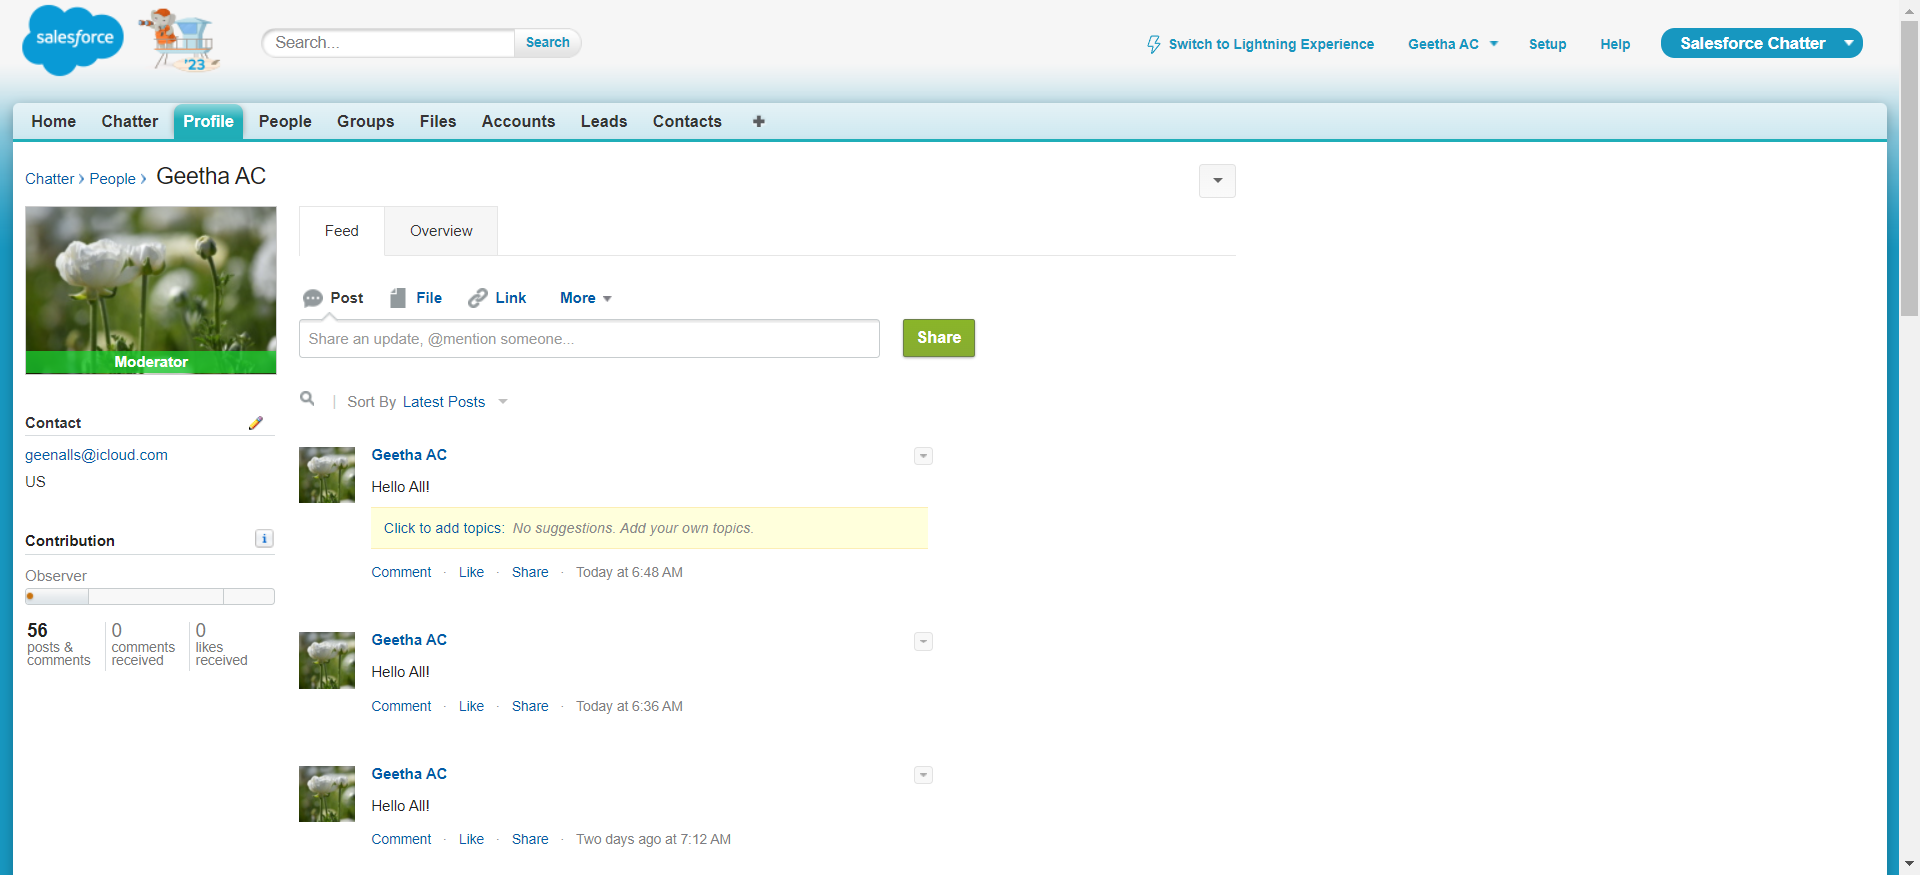 salesforce
'23
Search...
Search
Switch to Lightning Experience
Geetha AC
Setup
Help
Salesforce Chatter
Home
Chatter
Profile
People
Groups
Files
Accounts
Leads
Contacts
Chatter › People › Geetha AC
Feed
Overview
Post
File
Link
More
Share an update, @mention someone...
Share
Moderator
| Sort By Latest Posts
Contact
geenalls@icloud.com
US
Contribution
i
Observer
56
posts &
comments
0
comments
received
0
likes
received
Geetha AC
Hello All!
Click to add topics: No suggestions. Add your own topics.
Comment · Like · Share · Today at 6:48 AM
Geetha AC
Hello All!
Comment · Like · Share · Today at 6:36 AM
Geetha AC
Hello All!
Comment · Like · Share · Two days ago at 7:12 AM